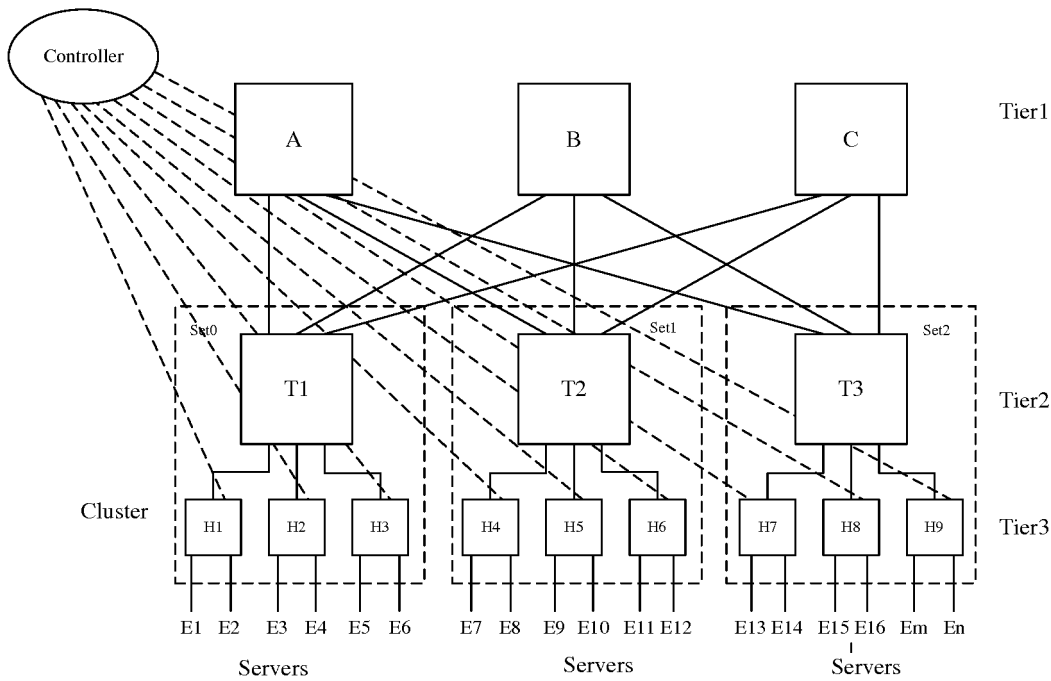 Controller
A
B
C
Tier1
Set0
Set1
Set2
T1
T2
T3
Tier2
Cluster
H1
H2
H3
H4
H5
H6
H7
H8
H9
Tier3
E1
E2
E3
E4
E5
E6
E7
E8
E9
E10
E11
E12
E13
E14
E15
E16
Em
En
Servers
Servers
Servers